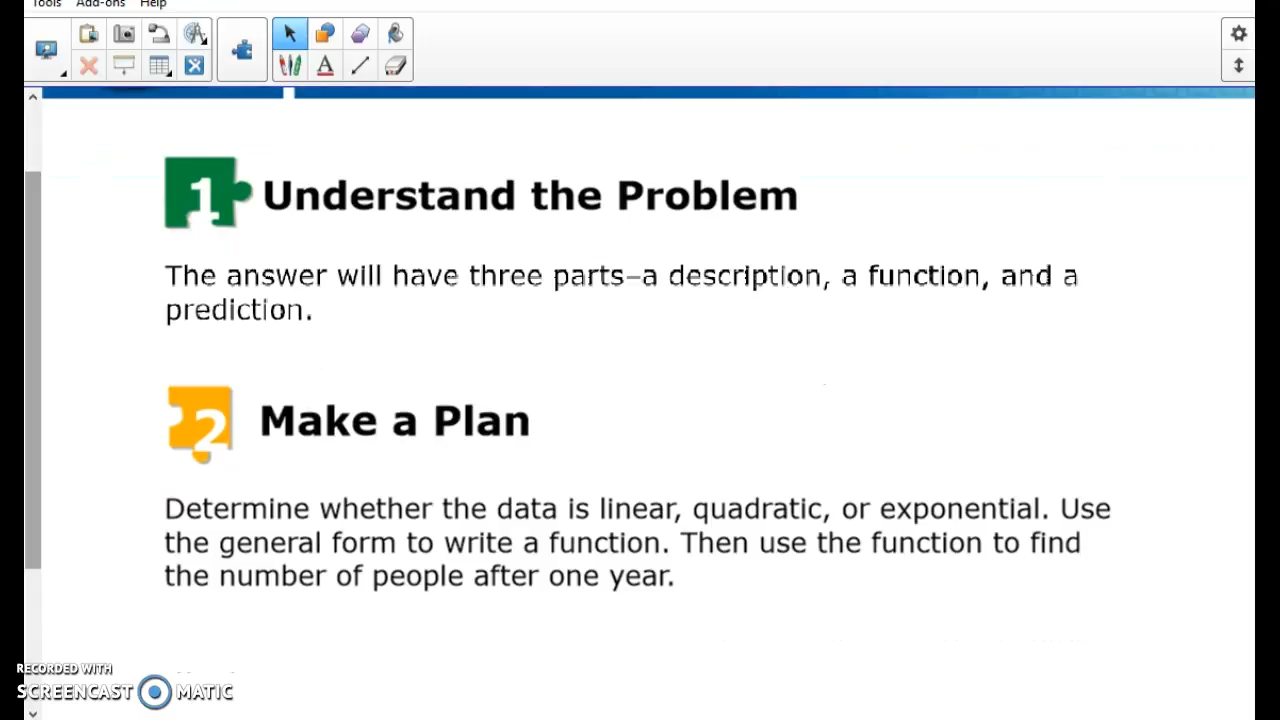 Tools Add-ons Help
1 Understand the Problem
The answer will have three parts–a description, a function, and a
prediction.
2 Make a Plan
Determine whether the data is linear, quadratic, or exponential. Use
the general form to write a function. Then use the function to find
the number of people after one year.
RECORDED WITH
SCREENCAST MATIC